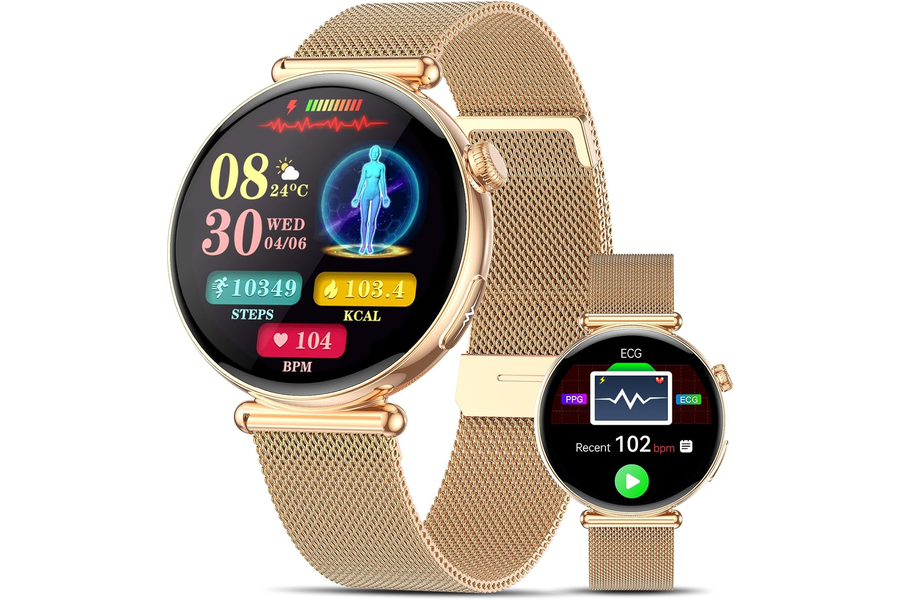 08 24°C
30 WED
04/06
10349 103.4
STEPS KCAL
104
BPM
ECG
PPG ECG
Recent 102 bpm